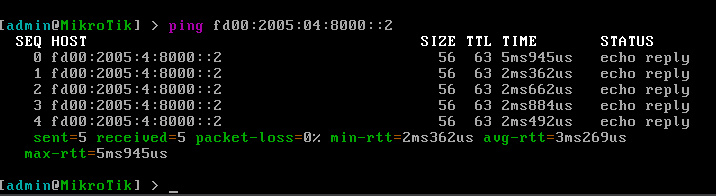 [admin@MikroTik] > ping fd00:2005:04:8000::2
SEQ HOST SIZE TTL TIME STATUS
0 fd00:2005:4:8000::2 56 63 5ms945us echo reply
1 fd00:2005:4:8000::2 56 63 2ms362us echo reply
2 fd00:2005:4:8000::2 56 63 2ms662us echo reply
3 fd00:2005:4:8000::2 56 63 2ms884us echo reply
4 fd00:2005:4:8000::2 56 63 2ms492us echo reply
sent=5 received=5 packet-loss=0% min-rtt=2ms362us avg-rtt=3ms269us
max-rtt=5ms945us
[admin@MikroTik] > _